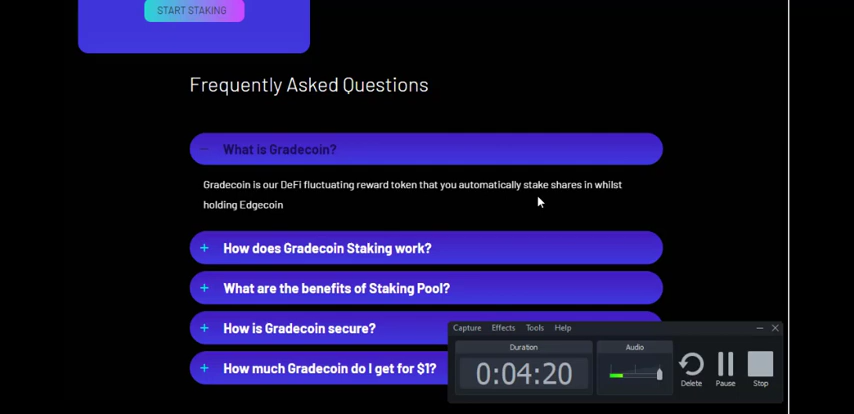 START STAKING
Frequently Asked Questions
− What is Gradecoin?
Gradecoin is our DeFI fluctuating reward token that you automatically stake shares in whilst
holding Edgecoin
+ How does Gradecoin Staking work?
+ What are the benefits of Staking Pool?
+ How is Gradecoin secure?
+ How much Gradecoin do I get for $1?
Capture Effects Tools Help
Duration Audio
0:04:20
Delete Pause Stop